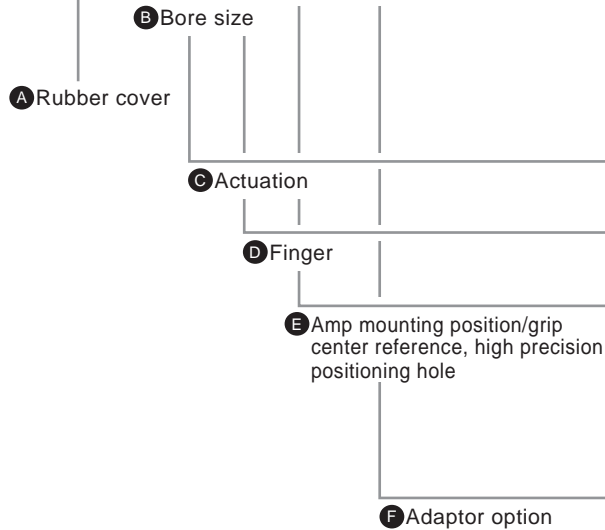 B Bore size
A Rubber cover
C Actuation
D Finger
E Amp mounting position/grip
center reference, high precision
positioning hole
F Adaptor option